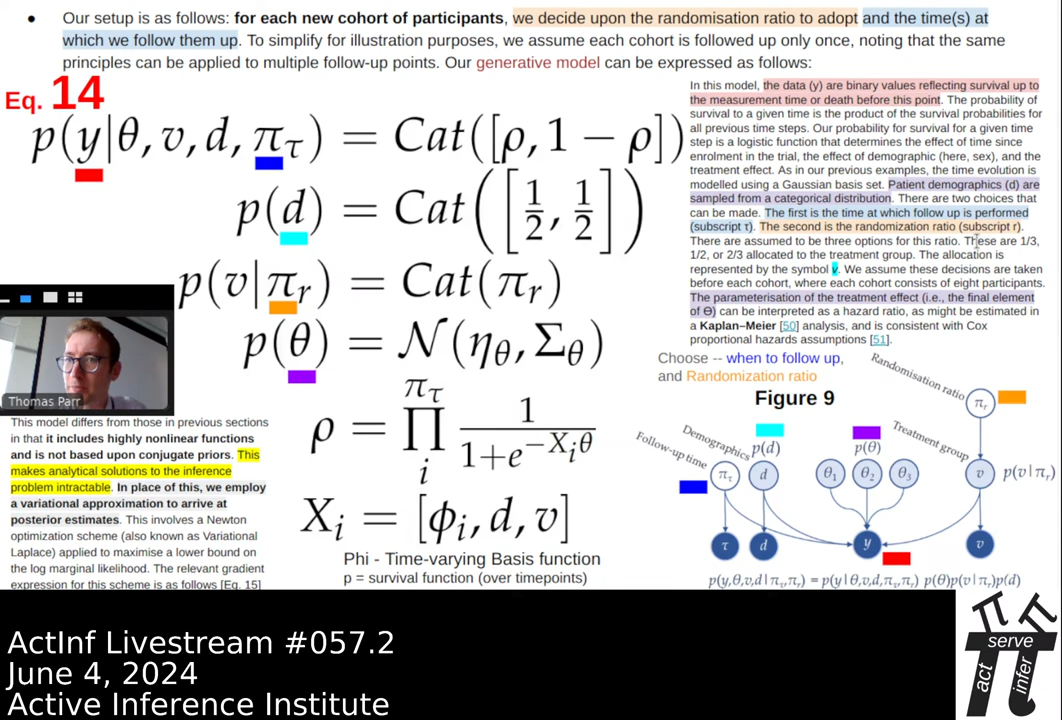 • Our setup is as follows: for each new cohort of participants, we decide upon the randomisation ratio to adopt and the time(s) at
which we follow them up. To simplify for illustration purposes, we assume each cohort is followed up only once, noting that the same
principles can be applied to multiple follow-up points. Our generative model can be expressed as follows:
Eq. 14
p(y|θ, v, d, π_τ) = Cat([ρ, 1 − ρ])
p(d) = Cat([1/2, 1/2])
p(v|π_r) = Cat(π_r)
p(θ) = N(η_θ, Σ_θ)
ρ = ∏_i^{π_τ} 1/(1+e^{−X_iθ})
X_i = [ϕ_i, d, v]
Phi - Time-varying Basis function
p = survival function (over timepoints)
In this model, the data (y) are binary values reflecting survival up to
the measurement time or death before this point. The probability of
survival to a given time is the product of the survival probabilities for
all previous time steps. Our probability for survival for a given time
step is a logistic function that determines the effect of time since
enrolment in the trial, the effect of demographic (here, sex), and the
treatment effect. As in our previous examples, the time evolution is
modelled using a Gaussian basis set. Patient demographics (d) are
sampled from a categorical distribution. There are two choices that
can be made. The first is the time at which follow up is performed
(subscript τ). The second is the randomization ratio (subscript r).
There are assumed to be three options for this ratio. These are 1/3,
1/2, or 2/3 allocated to the treatment group. The allocation is
represented by the symbol v. We assume these decisions are taken
before each cohort, where each cohort consists of eight participants.
The parameterisation of the treatment effect (i.e., the final element
of Θ) can be interpreted as a hazard ratio, as might be estimated in
a Kaplan–Meier [50] analysis, and is consistent with Cox
proportional hazards assumptions [51].
Thomas Parr
This model differs from those in previous sections
in that it includes highly nonlinear functions
and is not based upon conjugate priors. This
makes analytical solutions to the inference
problem intractable. In place of this, we employ
a variational approximation to arrive at
posterior estimates. This involves a Newton
optimization scheme (also known as Variational
Laplace) applied to maximise a lower bound on
the log marginal likelihood. The relevant gradient
expression for this scheme is as follows [Eq. 15]
Choose -- when to follow up,
and Randomization ratio
Figure 9
Randomisation ratio
π_r
Follow-up time
Demographics
p(d)
p(θ)
Treatment group
π_τ
d
θ₁
θ₂
θ₃
v
p(v | π_r)
τ
d
y
v
p(y,θ,v,d | π_τ,π_r) = p(y | θ,v,d,π_τ,π_r) p(θ)p(v | π_r)p(d)
ActInf Livestream #057.2
June 4, 2024
Active Inference Institute
π
π
serve
act
infer